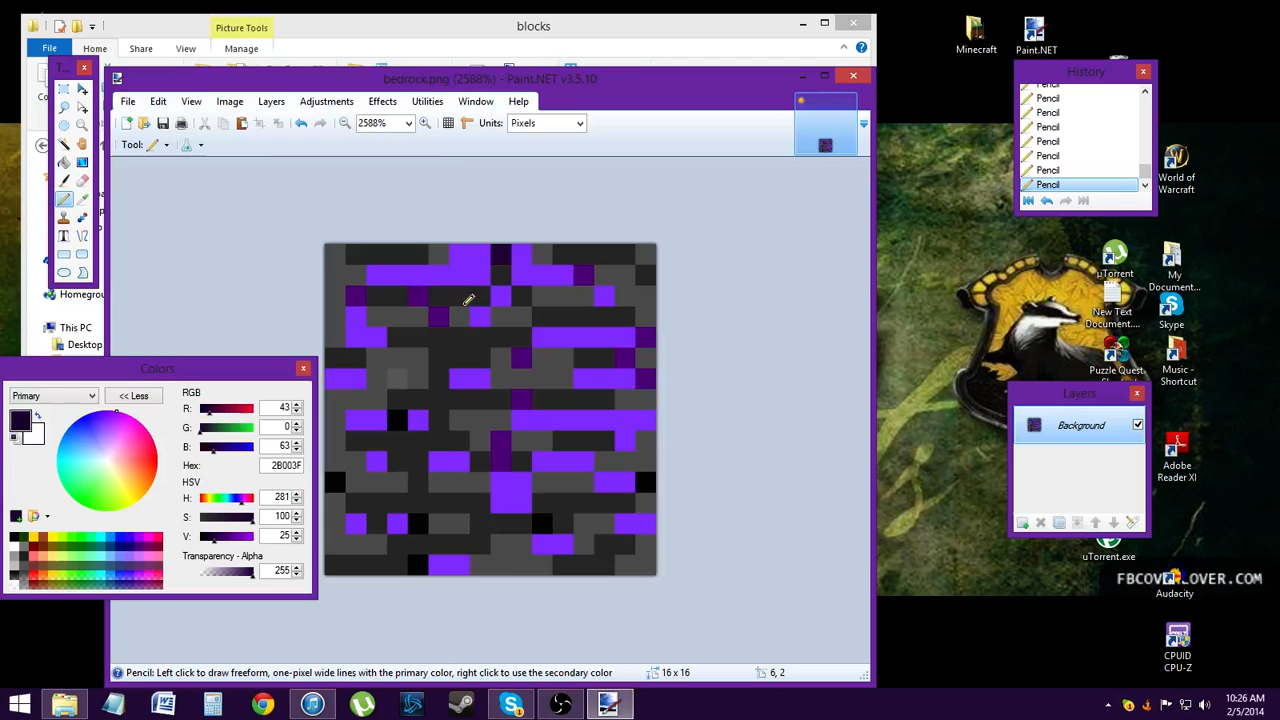 Picture Tools
blocks
File
Home
Share
View
Manage
T...
bedrock.png (2588%) - Paint.NET v3.5.10
File Edit View Image Layers Adjustments Effects Utilities Window Help
2588%
Units:
Pixels
Tool:
Homegrou
This PC
Desktop
Colors
Primary
<< Less
RGB
R: 43
G: 0
B: 63
Hex: 2B003F
HSV
H: 281
S: 100
V: 25
Transparency - Alpha
255
Pencil: Left click to draw freeform, one-pixel wide lines with the primary color, right click to use the secondary color
16 x 16
6, 2
Minecraft
Paint.NET
History
Pencil
Pencil
Pencil
Pencil
Pencil
Pencil
Pencil
World of Warcraft
µTorrent
My Document...
New Text Document....
Skype
Puzzle Quest
Music - Shortcut
Layers
Background
Adobe Reader XI
uTorrent.exe
FBCOVERLOVER.COM
Audacity
CPUID CPU-Z
10:26 AM
2/5/2014